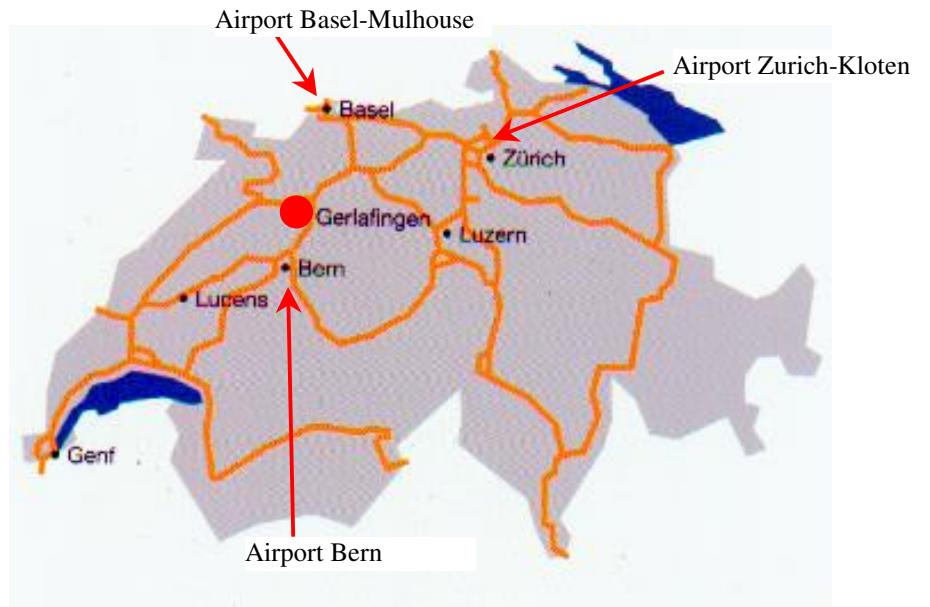 Airport Basel-Mulhouse
Airport Zurich-Kloten
Basel
Zürich
Gerlafingen
Luzern
Bern
Lucens
Genf
Airport Bern